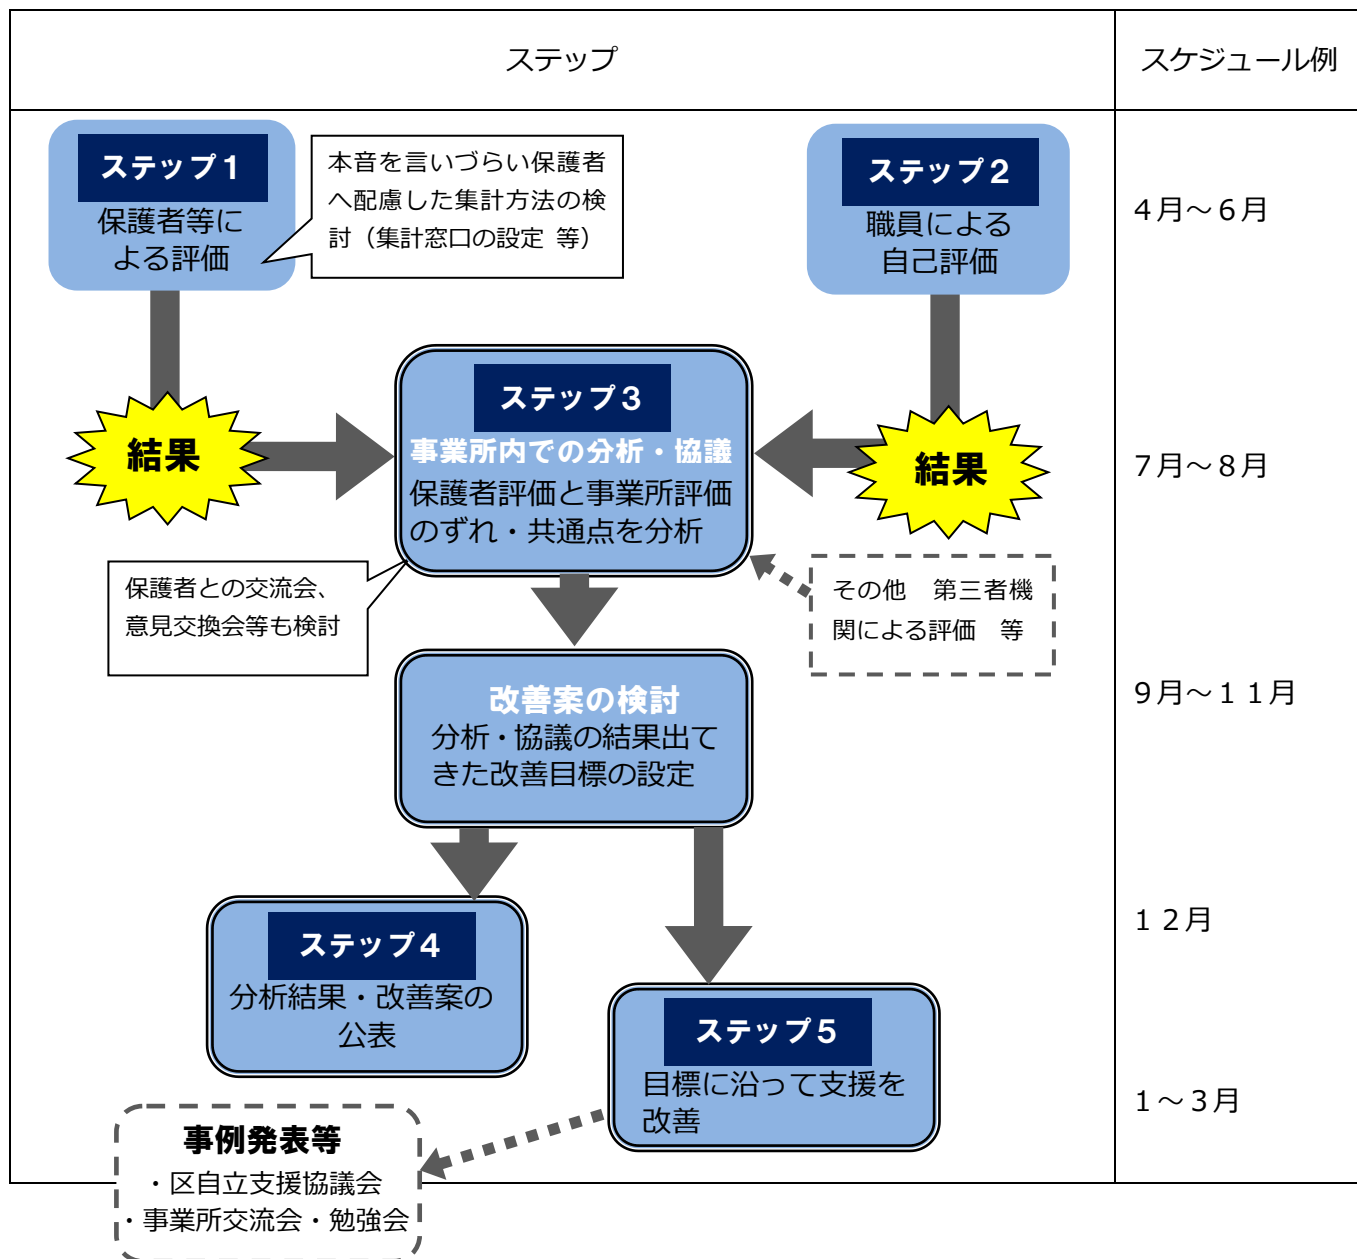 ステップ
スケジュール例
ステップ１
保護者等に
よる評価
本音を言いづらい保護者
へ配慮した集計方法の検
討（集計窓口の設定 等）
ステップ２
職員による
自己評価
４月～６月
結果
ステップ３
事業所内での分析・協議
保護者評価と事業所評価
のずれ・共通点を分析
結果
７月～８月
保護者との交流会、
意見交換会等も検討
その他　第三者機
関による評価　等
改善案の検討
分析・協議の結果出て
きた改善目標の設定
９月～１１月
ステップ４
分析結果・改善案の
公表
１２月
ステップ５
目標に沿って支援を
改善
１～３月
事例発表等
・区自立支援協議会
・事業所交流会・勉強会